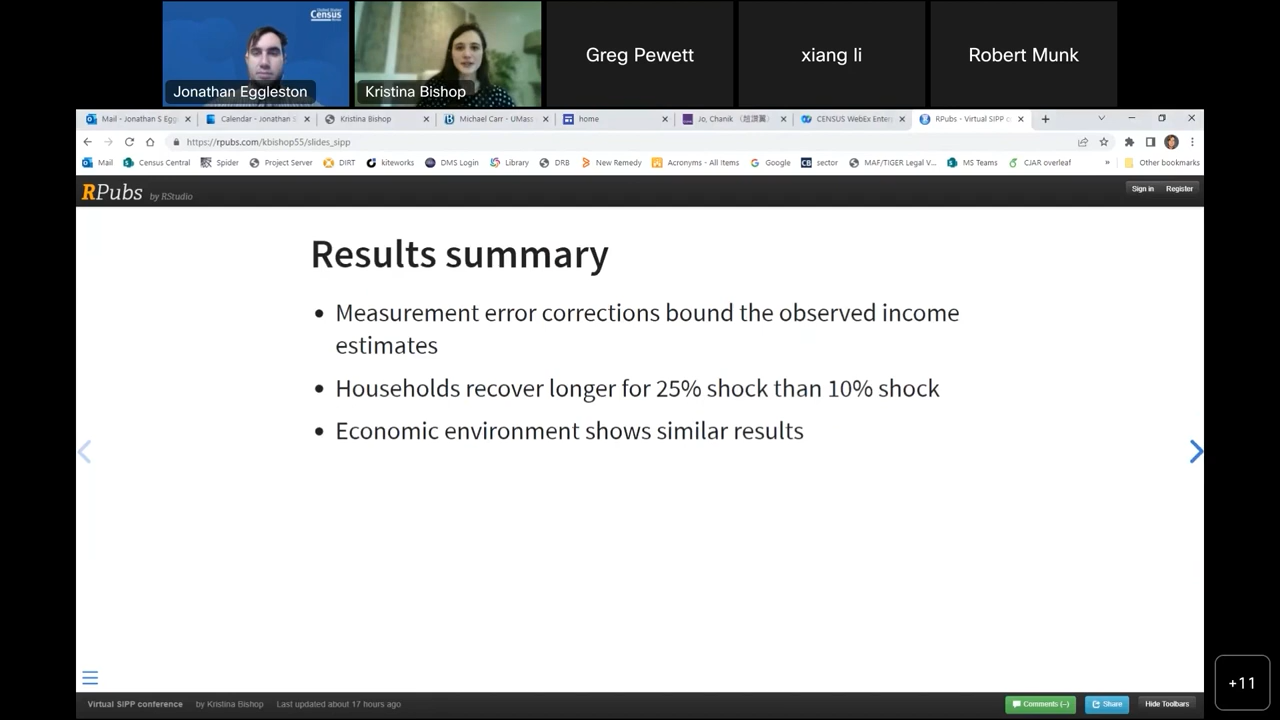 United States
Census
Bureau
Jonathan Eggleston
Kristina Bishop
Greg Pewett
xiang li
Robert Munk
Mail - Jonathan S Egg
Calendar - Jonathan S
Kristina Bishop
Michael Carr - UMass
home
Jo, Chanik
CENSUS WebEx Enter
RPubs - Virtual SIPP c
https://rpubs.com/kbishop55/slides_sipp
Mail
Census Central
Spider
Project Server
DIRT
kiteworks
DMS Login
Library
DRB
New Remedy
Acronyms - All Items
Google
sector
MAF/TIGER Legal V...
MS Teams
CJAR overleaf
»
Other bookmarks
RPubs by RStudio
Sign in
Register
Results summary
• Measurement error corrections bound the observed income
estimates
• Households recover longer for 25% shock than 10% shock
• Economic environment shows similar results
Virtual SIPP conference by Kristina Bishop Last updated about 17 hours ago
Comments (–)
Share
Hide Toolbars
+11